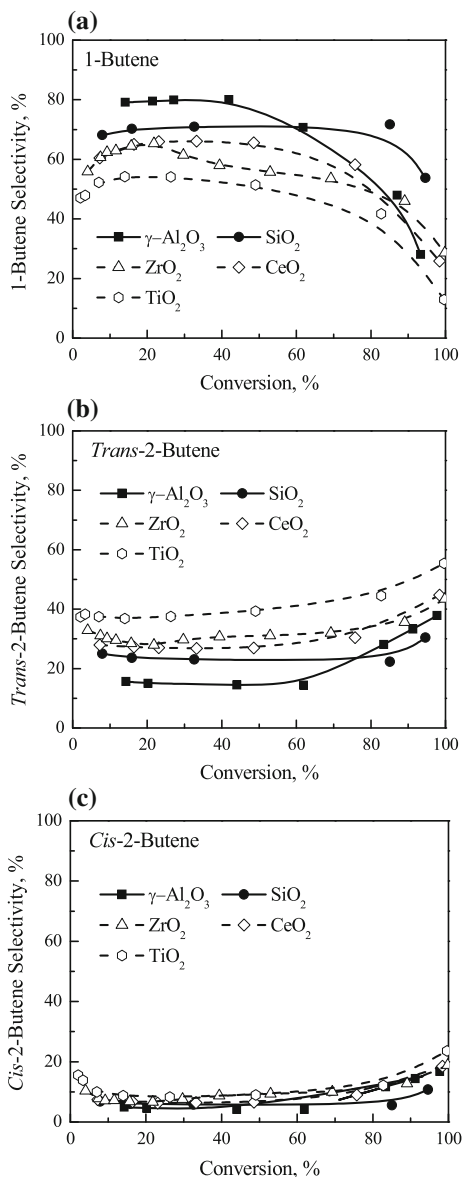 (a)
1-Butene
1-Butene Selectivity, %
100
80
60
40
20
0
γ–Al₂O₃
SiO₂
ZrO₂
CeO₂
TiO₂
0 20 40 60 80 100
Conversion, %
(b)
Trans-2-Butene
Trans-2-Butene Selectivity, %
100
80
60
40
20
0
γ–Al₂O₃
SiO₂
ZrO₂
CeO₂
TiO₂
0 20 40 60 80 100
Conversion, %
(c)
Cis-2-Butene
Cis-2-Butene Selectivity, %
100
80
60
40
20
0
γ–Al₂O₃
SiO₂
ZrO₂
CeO₂
TiO₂
0 20 40 60 80 100
Conversion, %